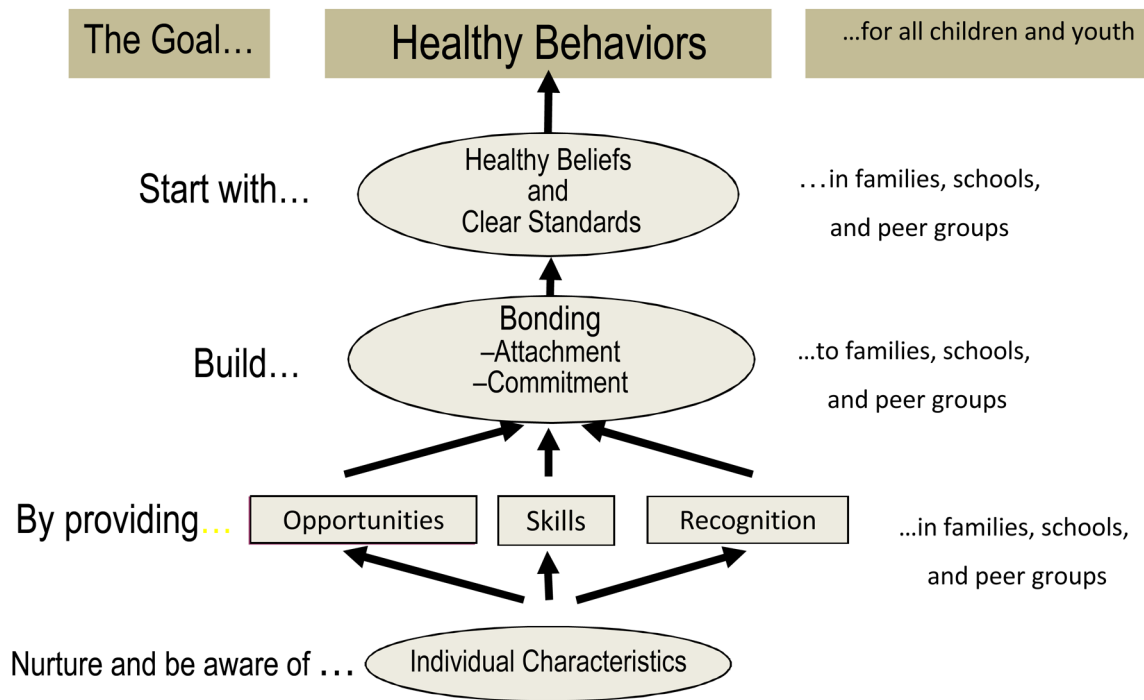 The Goal…
Healthy Behaviors
…for all children and youth
Start with…
Healthy Beliefs
and
Clear Standards
…in families, schools,
and peer groups
Build…
Bonding
–Attachment
–Commitment
…to families, schools,
and peer groups
By providing…
Opportunities
Skills
Recognition
…in families, schools,
and peer groups
Nurture and be aware of …
Individual Characteristics